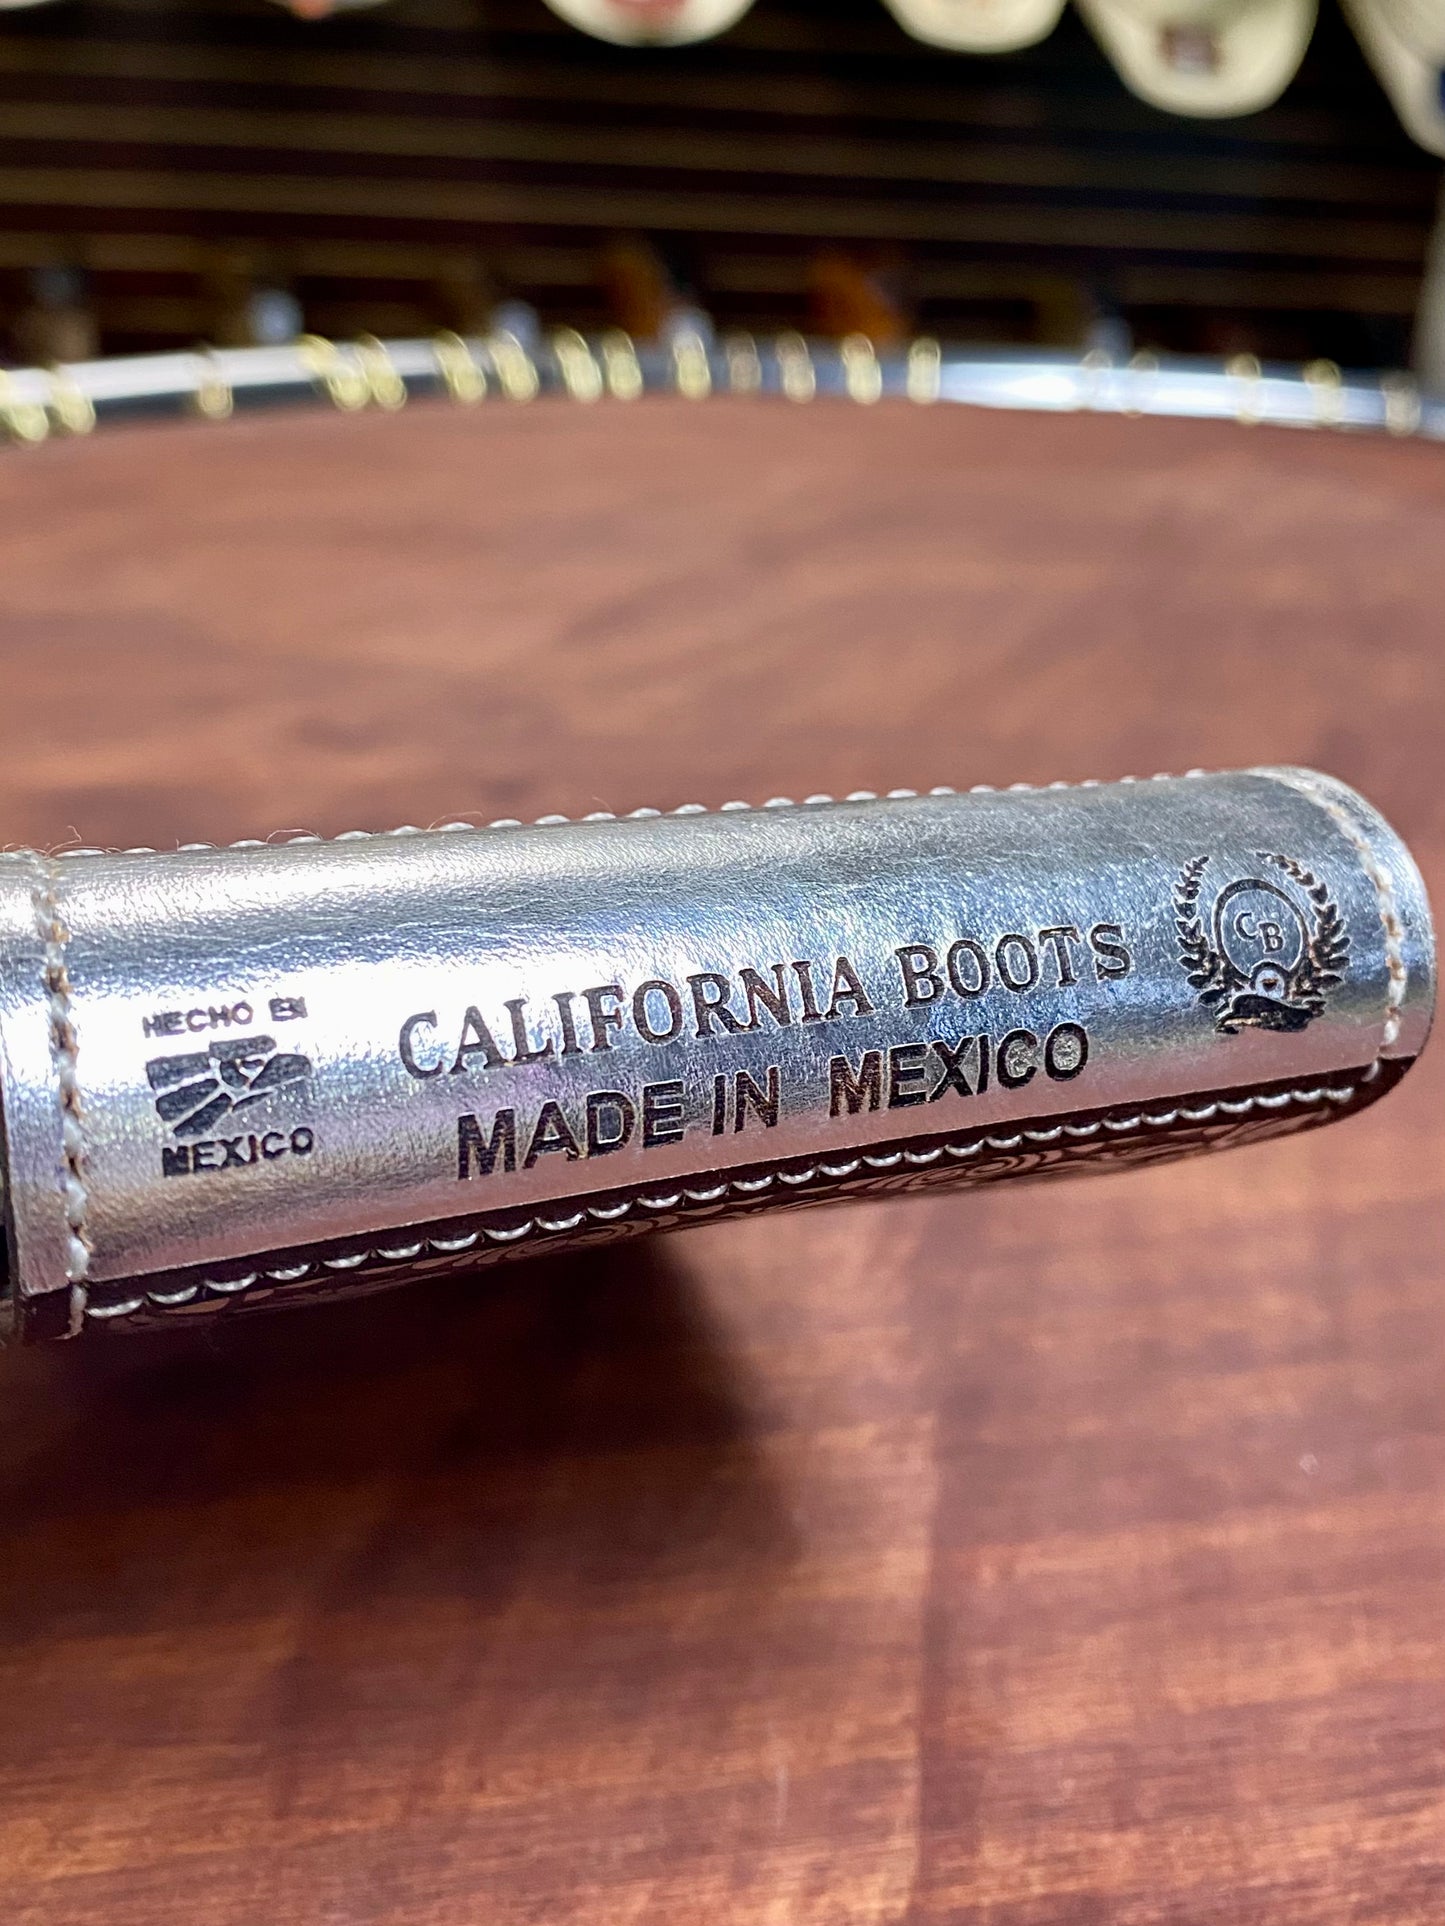 HECHO EN
MEXICO
CALIFORNIA BOOTS
MADE IN MEXICO
CB